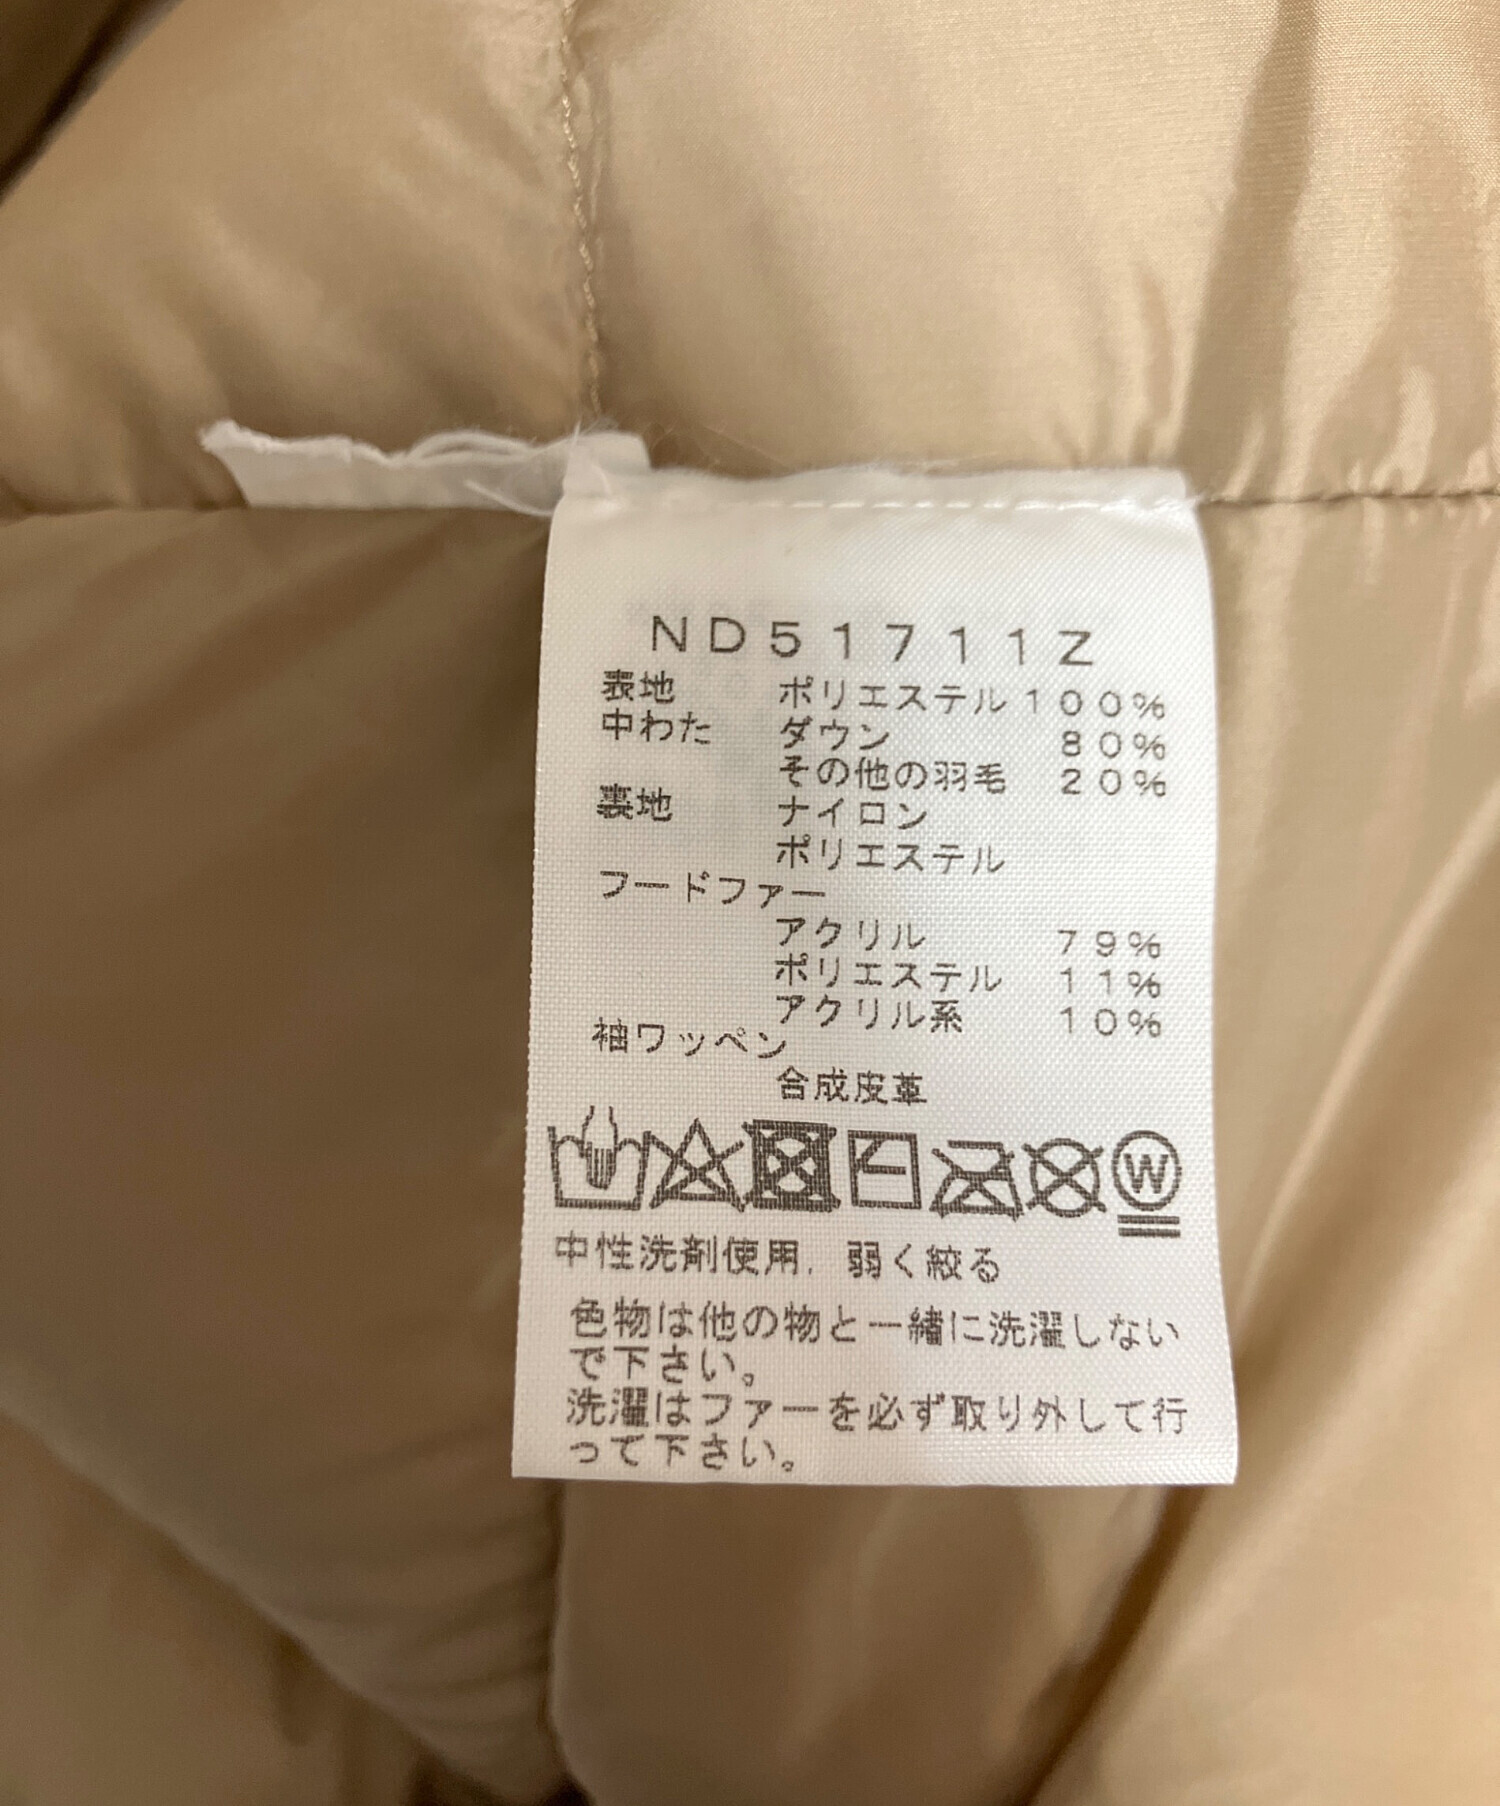 ND51711Z
表地 ポリエステル100%
中わた ダウン 80%
その他の羽毛 20%
裏地 ナイロン
ポリエステル
フードファー
アクリル 79%
ポリエステル 11%
アクリル系 10%
袖ワッペン
合成皮革
W
中性洗剤使用、弱く絞る
色物は他の物と一緒に洗濯しない
で下さい。
洗濯はファーを必ず取り外して行
って下さい。